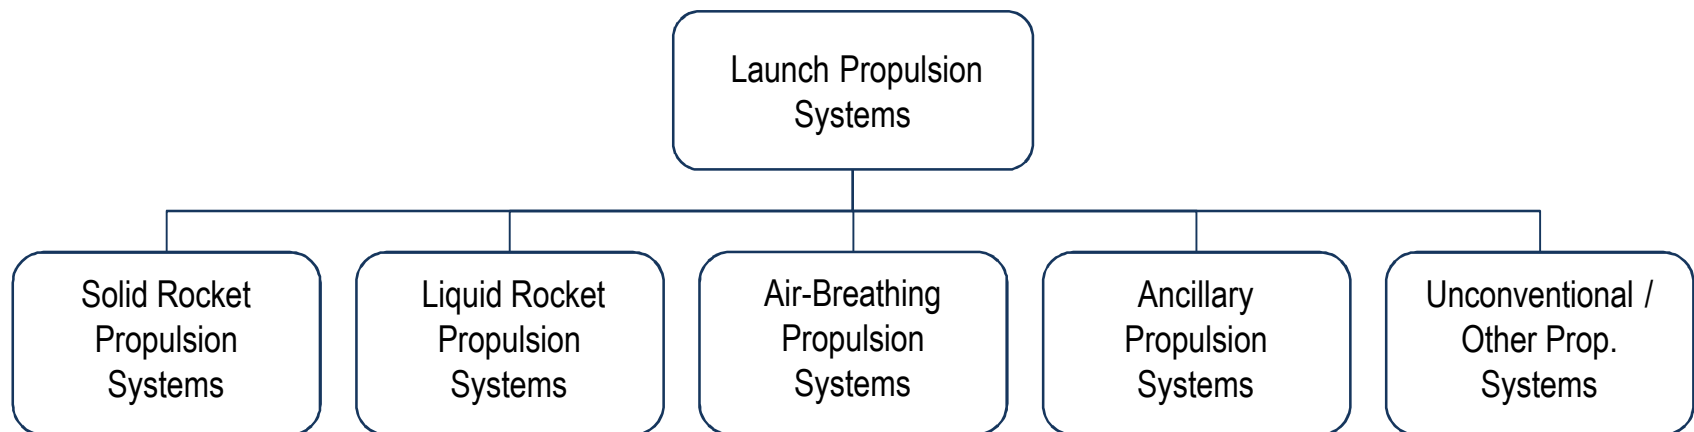 Launch Propulsion
Systems
Solid Rocket
Propulsion
Systems
Liquid Rocket
Propulsion
Systems
Air-Breathing
Propulsion
Systems
Ancillary
Propulsion
Systems
Unconventional /
Other Prop.
Systems